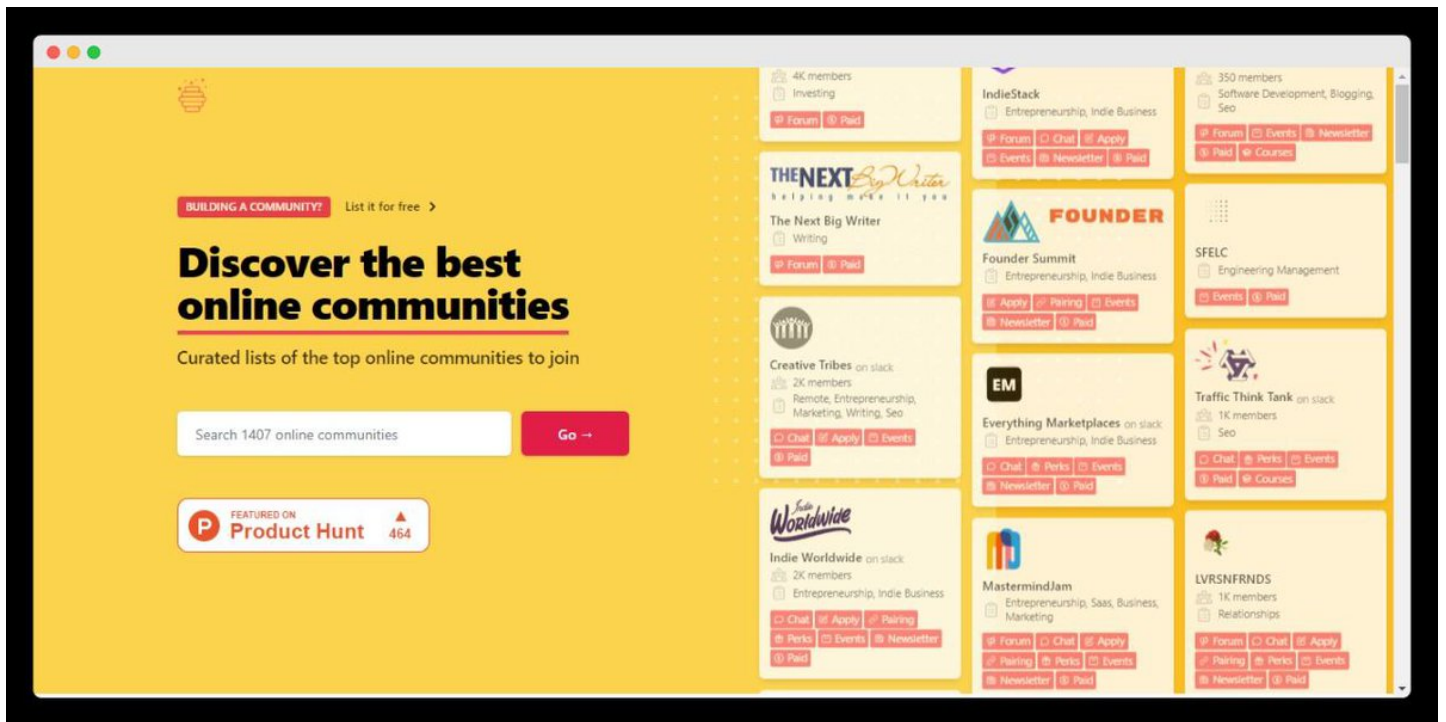 BUILDING A COMMUNITY? List it for free >
Discover the best
online communities
Curated lists of the top online communities to join
Search 1407 online communities
Go →
FEATURED ON
Product Hunt
464
4K members
Investing
Forum Paid
THENEXT Big Writer
helping make it you
The Next Big Writer
Writing
Forum Paid
Creative Tribes on slack
2K members
Remote, Entrepreneurship,
Marketing, Writing, Seo
Chat Apply Events
Paid
Indie
Worldwide
Indie Worldwide on slack
2K members
Entrepreneurship, Indie Business
Chat Apply Pairing
Perks Events Newsletter
Paid
IndieStack
Entrepreneurship, Indie Business
Forum Chat Apply
Events Newsletter Paid
FOUNDER
Founder Summit
Entrepreneurship, Indie Business
Apply Pairing Events
Newsletter Paid
EM
Everything Marketplaces on slack
Entrepreneurship, Indie Business
Chat Perks Events
Newsletter Paid
MastermindJam
Entrepreneurship, Saas, Business,
Marketing
Forum Chat Apply
Pairing Perks Events
Newsletter Paid
350 members
Software Development, Blogging,
Seo
Forum Events Newsletter
Paid Courses
SFELC
Engineering Management
Events Paid
Traffic Think Tank on slack
1K members
Seo
Chat Perks Events
Paid Courses
LVRSNFRNDS
1K members
Relationships
Forum Chat Apply
Pairing Perks Events
Newsletter Paid